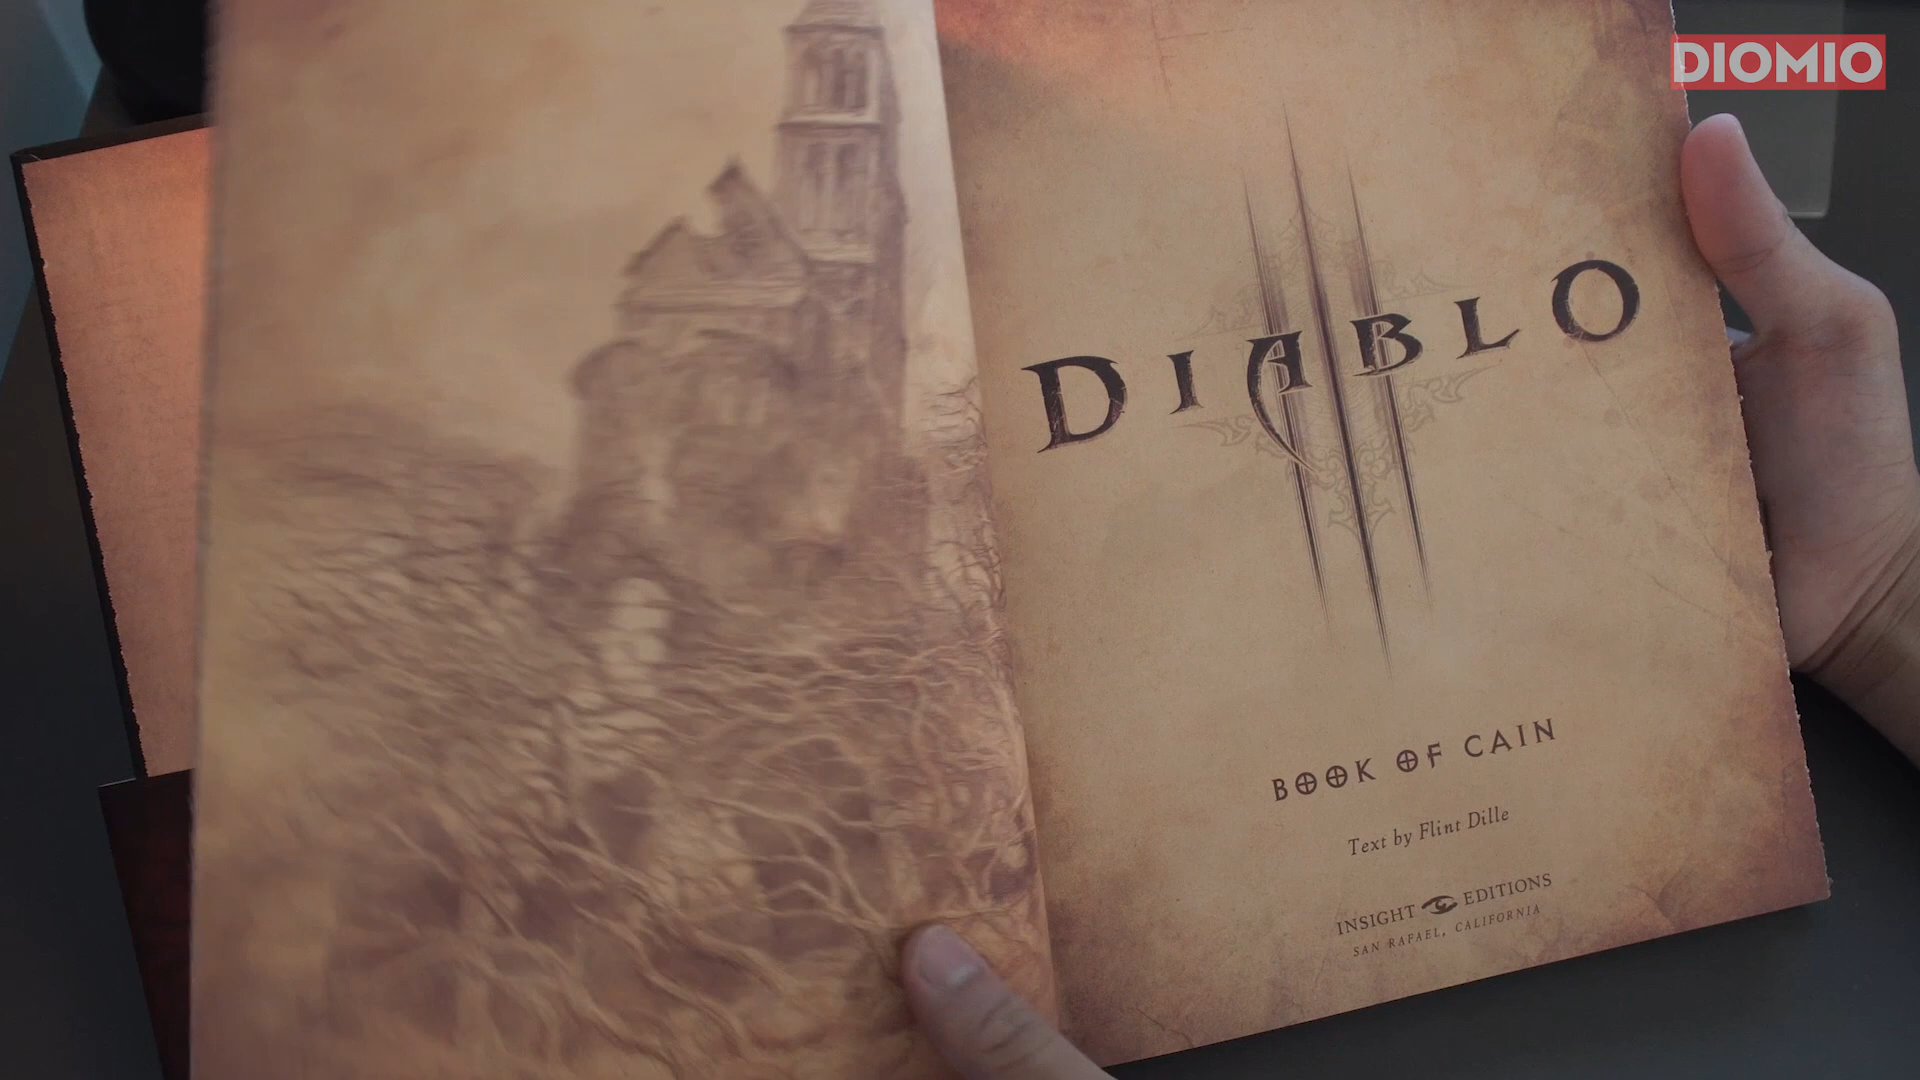 DIOMIO
DIABLO
BOOK OF CAIN
Text by Flint Dille
INSIGHT EDITIONS
SAN RAFAEL, CALIFORNIA